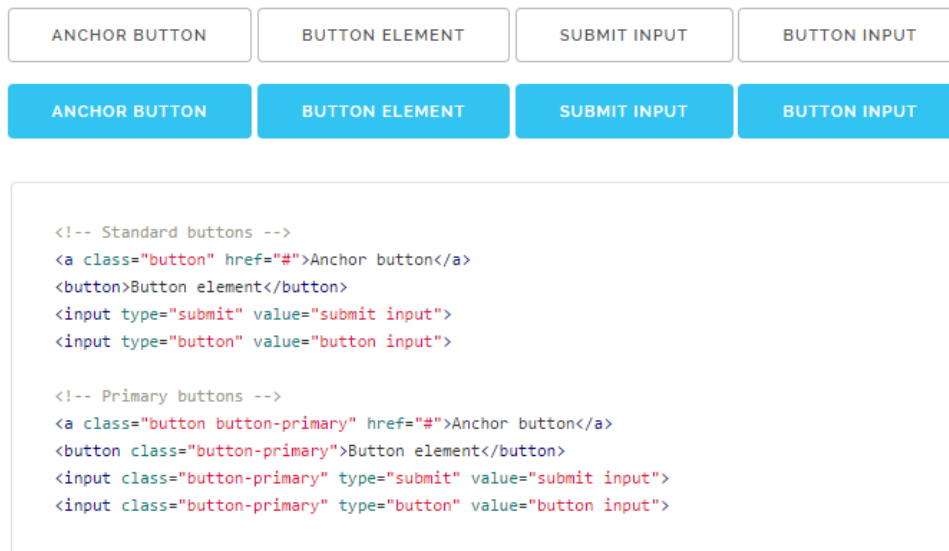 ANCHOR BUTTON BUTTON ELEMENT SUBMIT INPUT BUTTON INPUT
ANCHOR BUTTON BUTTON ELEMENT SUBMIT INPUT BUTTON INPUT
<!-- Standard buttons -->
<a class="button" href="#">Anchor button</a>
<button>Button element</button>
<input type="submit" value="submit input">
<input type="button" value="button input">
<!-- Primary buttons -->
<a class="button button-primary" href="#">Anchor button</a>
<button class="button-primary">Button element</button>
<input class="button-primary" type="submit" value="submit input">
<input class="button-primary" type="button" value="button input">